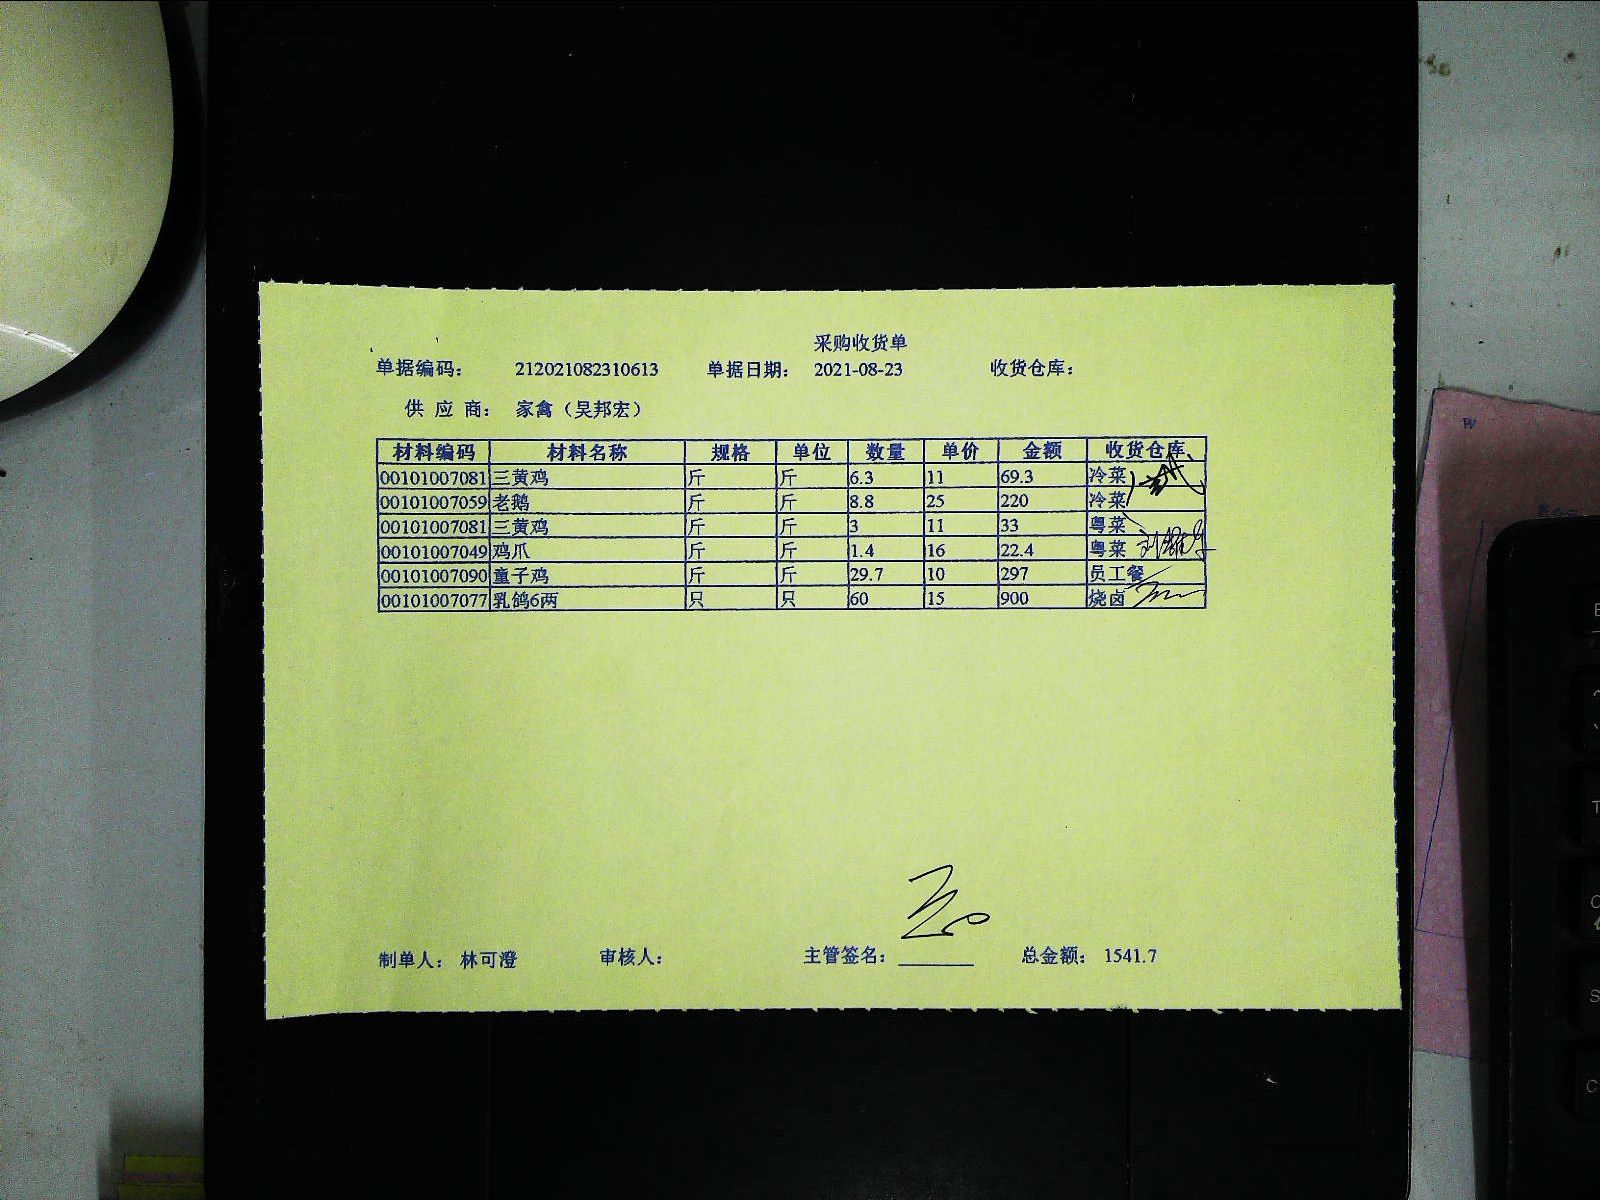 采购收货单
单据编码： 212021082310613 单据日期： 2021-08-23 收货仓库：
供 应 商： 家禽（吴邦宏）
材料编码 材料名称 规格 单位 数量 单价 金额 收货仓库
00101007081 三黄鸡 斤 斤 6.3 11 69.3 冷菜
00101007059 老鹅 斤 斤 8.8 25 220 冷菜
00101007081 三黄鸡 斤 斤 3 11 33 粤菜
00101007049 鸡爪 斤 斤 1.4 16 22.4 粤菜
00101007090 童子鸡 斤 斤 29.7 10 297 员工餐
00101007077 乳鸽6两 只 只 60 15 900 烧卤
制单人： 林可澄 审核人： 主管签名： 总金额： 1541.7